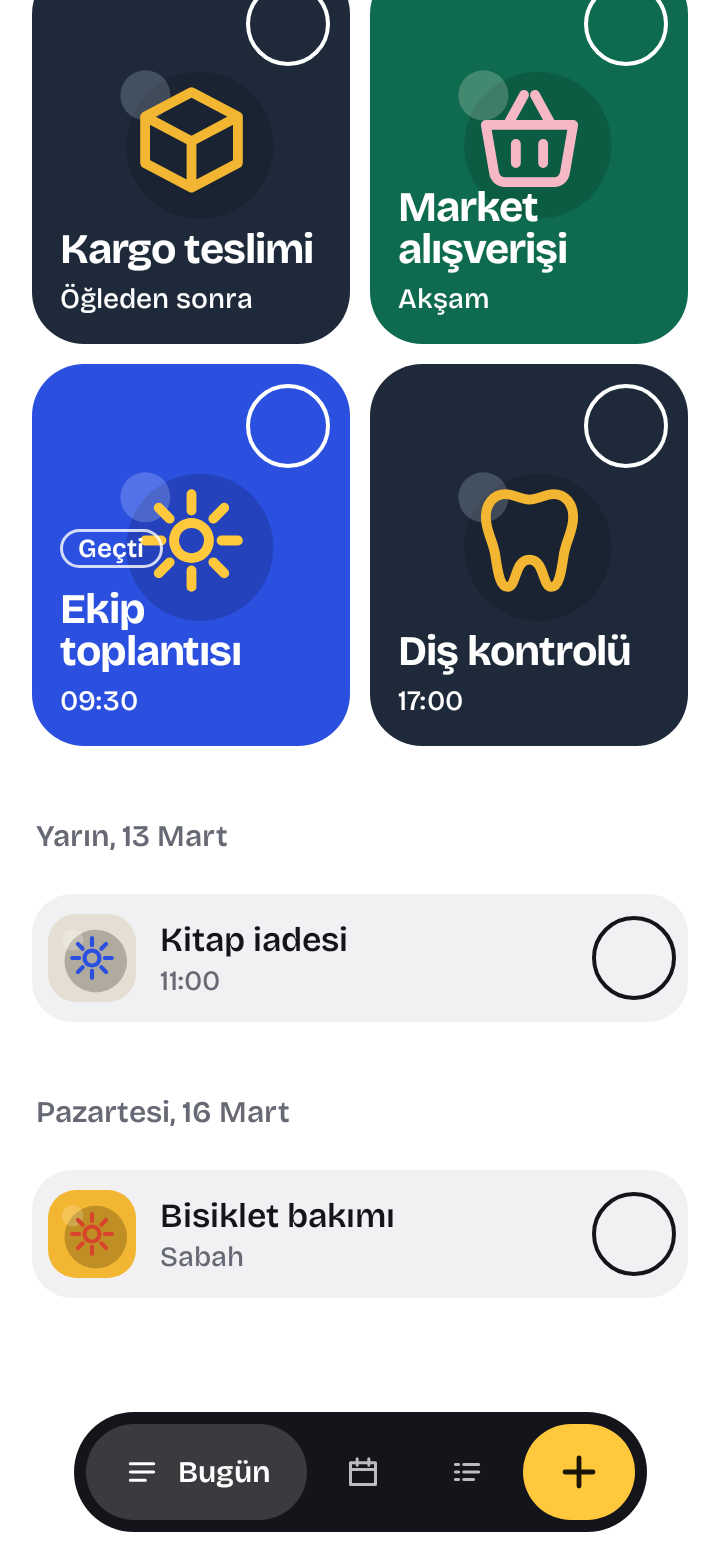 Kargo teslimi
Öğleden sonra
Market
alışverişi
Akşam
Geçti
Ekip
toplantısı
09:30
Diş kontrolü
17:00
Yarın, 13 Mart
Kitap iadesi
11:00
Pazartesi, 16 Mart
Bisiklet bakımı
Sabah
Bugün